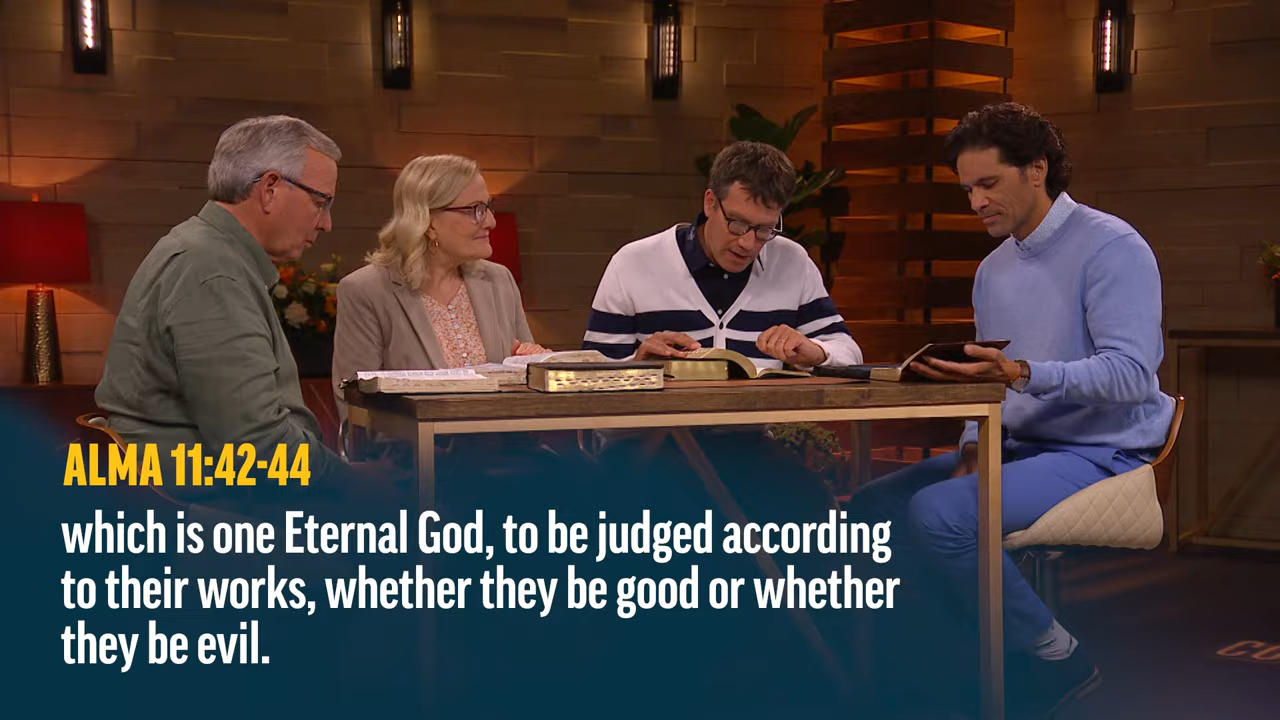 ALMA 11:42-44
which is one Eternal God, to be judged according
to their works, whether they be good or whether
they be evil.